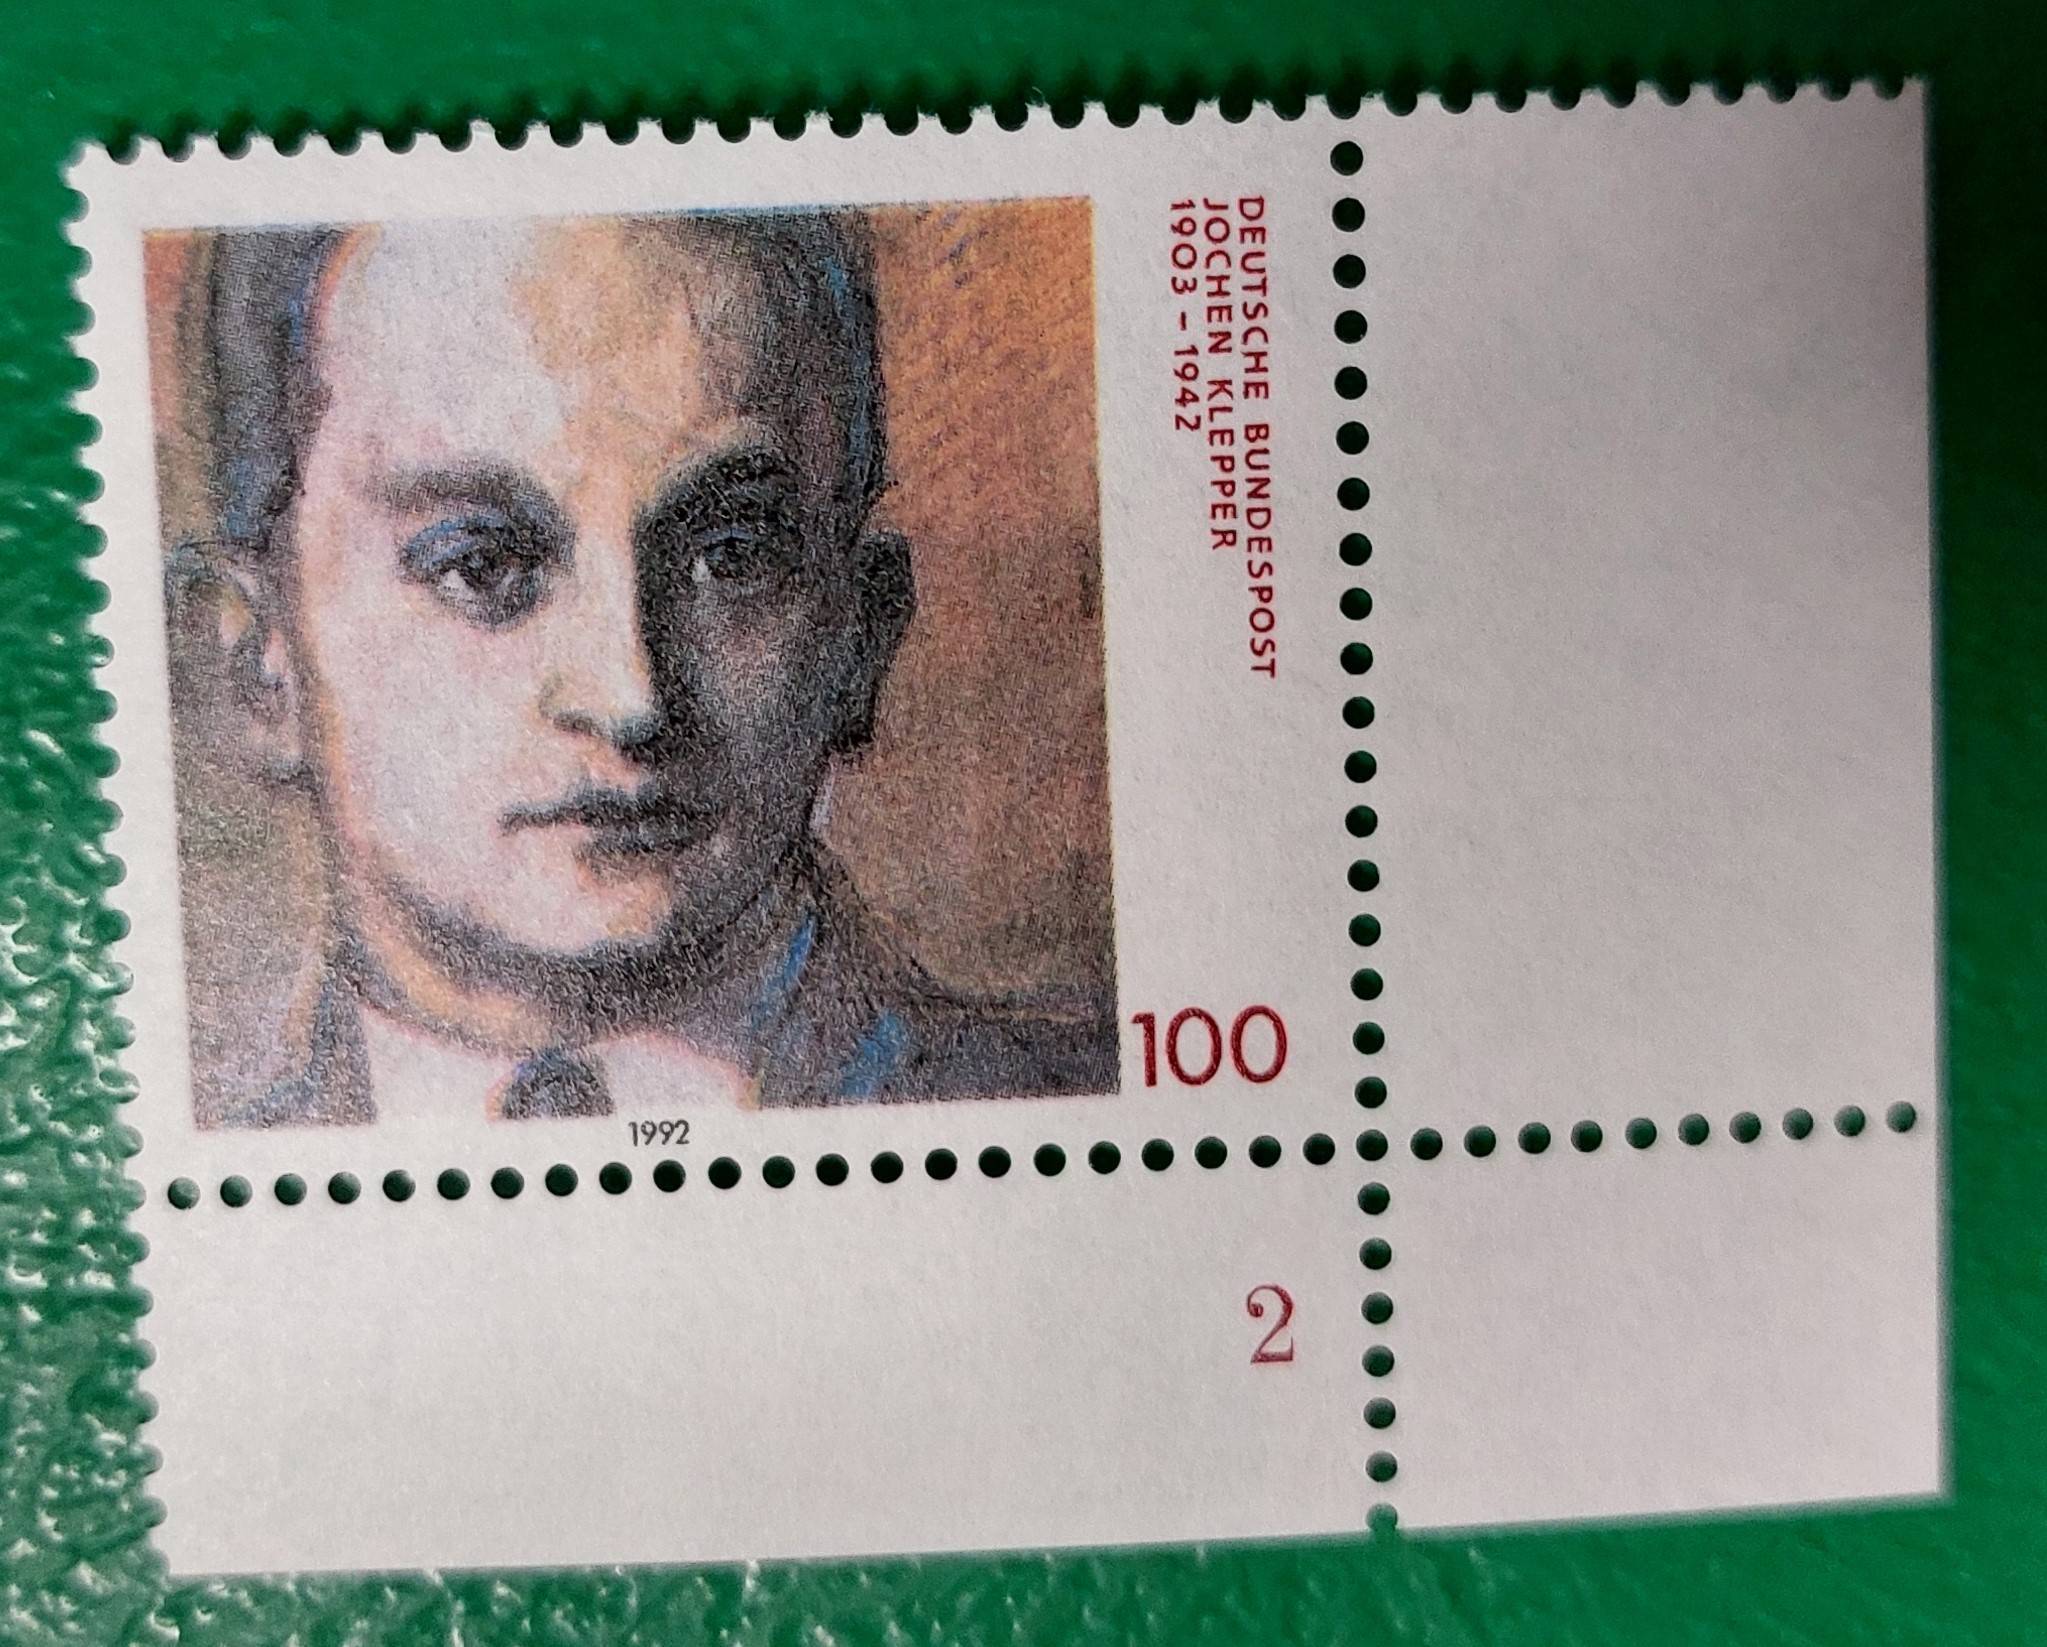 DEUTSCHE BUNDESPOST
JOCHEN KLEPPER
1903 – 1942
100
1992
2